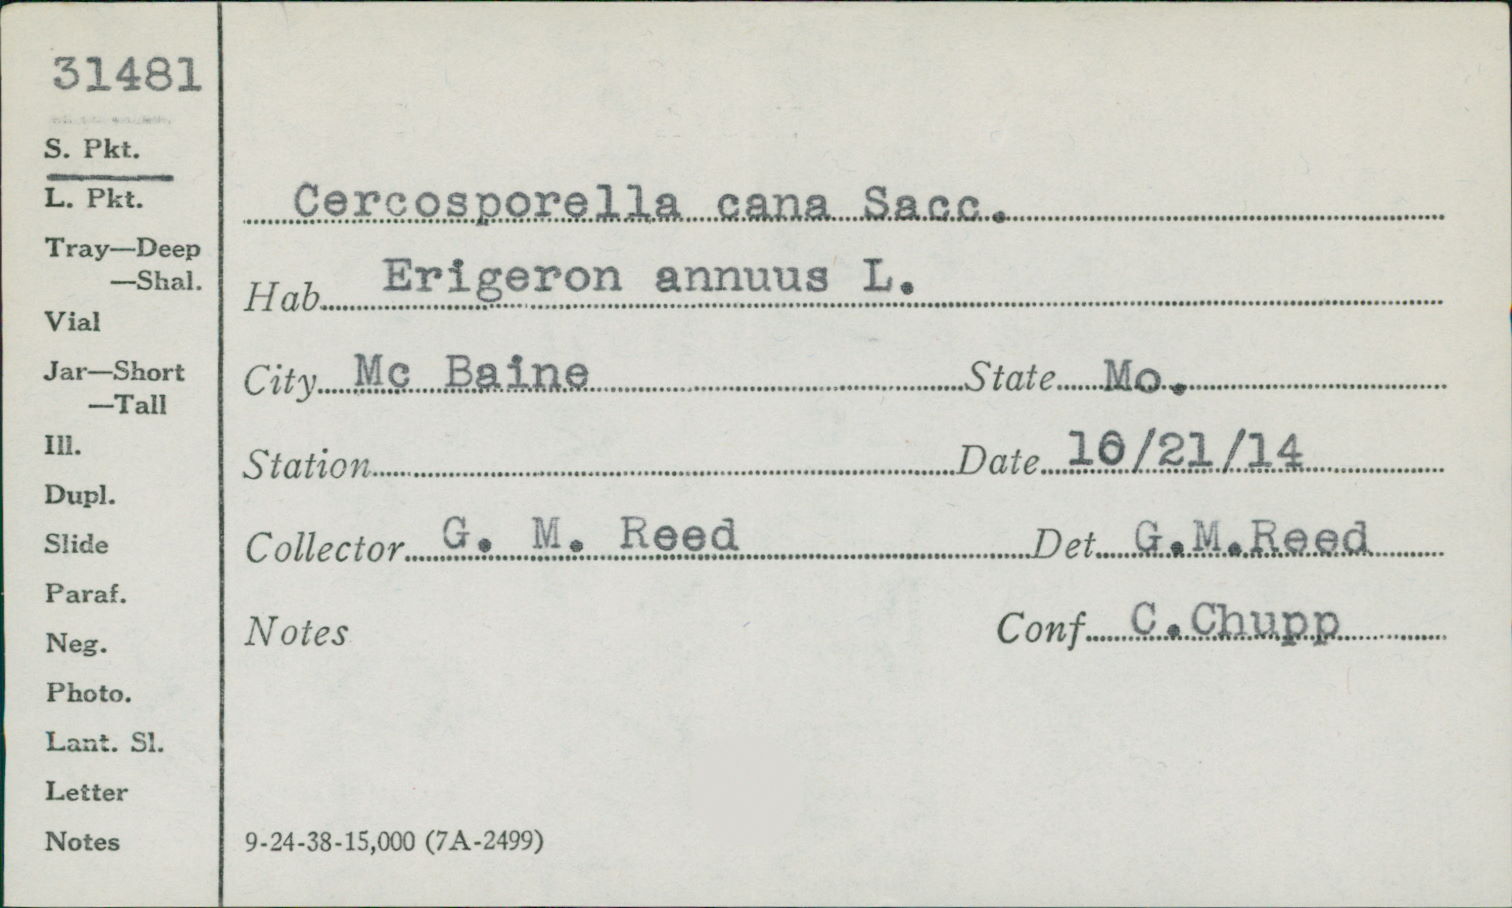 31481
S. Pkt.
L. Pkt.
Tray—Deep
—Shal.
Vial
Jar—Short
—Tall
Ill.
Dupl.
Slide
Paraf.
Neg.
Photo.
Lant. Sl.
Letter
Notes
Cercosporella cana Sacc.
Hab. Erigeron annuus L.
City Mc Baine State Mo.
Station Date 10/21/14
Collector G. M. Reed Det. G.M.Reed
Notes Conf. C.Chupp
9-24-38-15,000 (7A-2499)